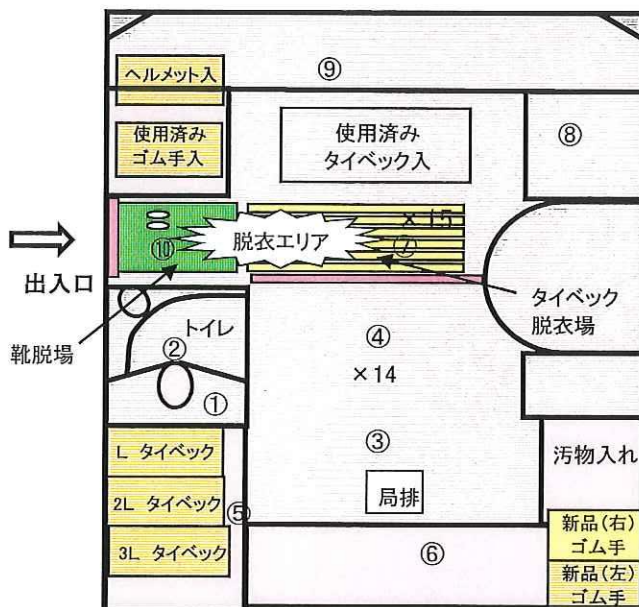 ヘルメット入
⑨
使用済み
ゴム手入
使用済み
タイベック入
⑧
×15
⑩
脱衣エリア
⑦
出入口
靴脱場
トイレ
②
①
④
×14
タイベック
脱衣場
③
局排
汚物入れ
L タイベック
2L タイベック
⑤
3L タイベック
⑥
新品(右)
ゴム手
新品(左)
ゴム手